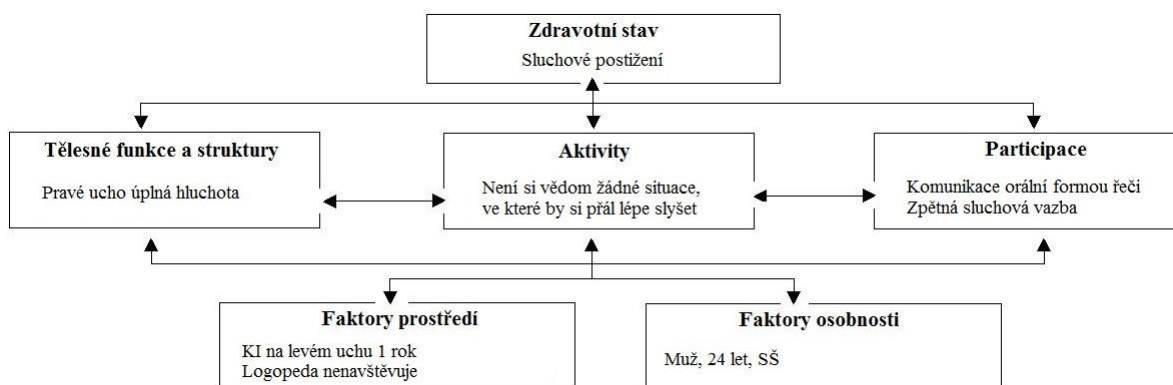 Zdravotní stav
Sluchové postižení
Tělesné funkce a struktury
Pravé ucho úplná hluchota
Aktivity
Není si vědom žádné situace,
ve které by si přál lépe slyšet
Participace
Komunikace orální formou řeči
Zpětná sluchová vazba
Faktory prostředí
KI na levém uchu 1 rok
Logopeda nenavštěvuje
Faktory osobnosti
Muž, 24 let, SŠ